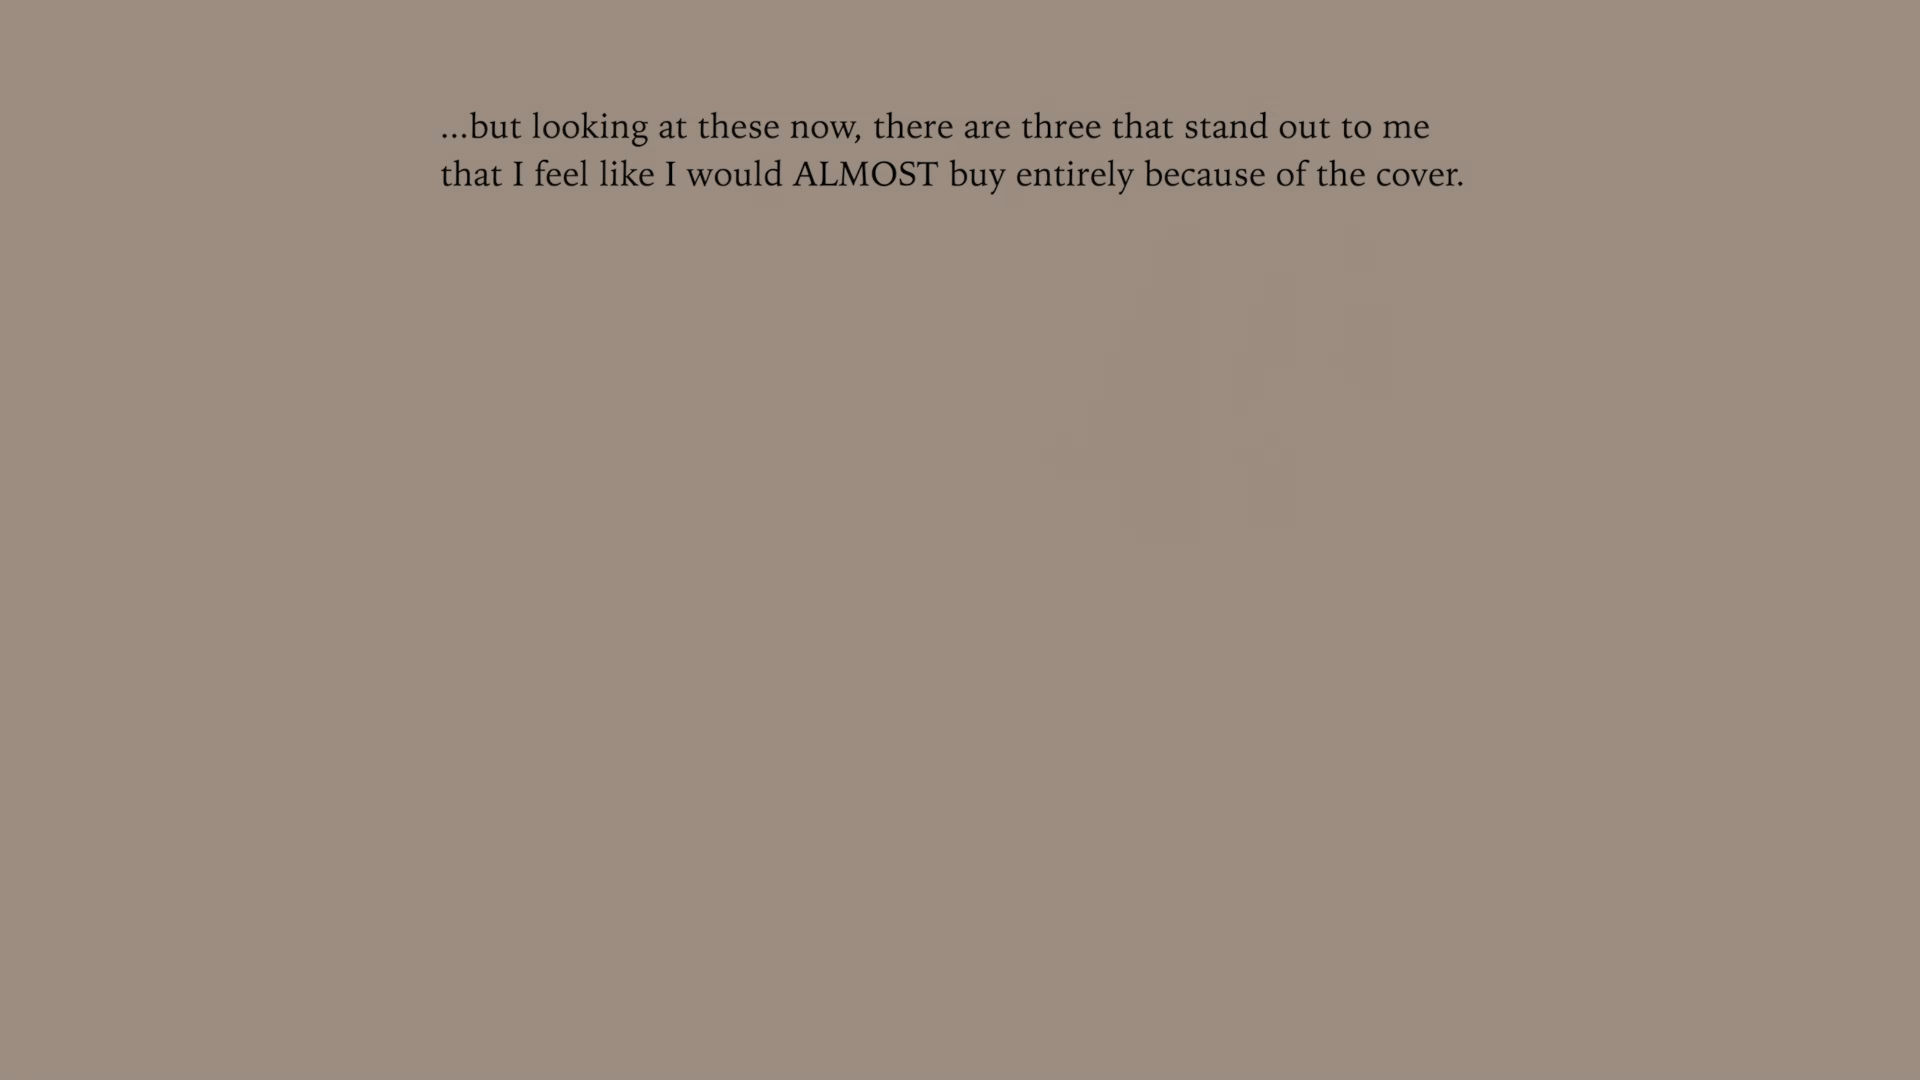 ...but looking at these now, there are three that stand out to me
that I feel like I would ALMOST buy entirely because of the cover.